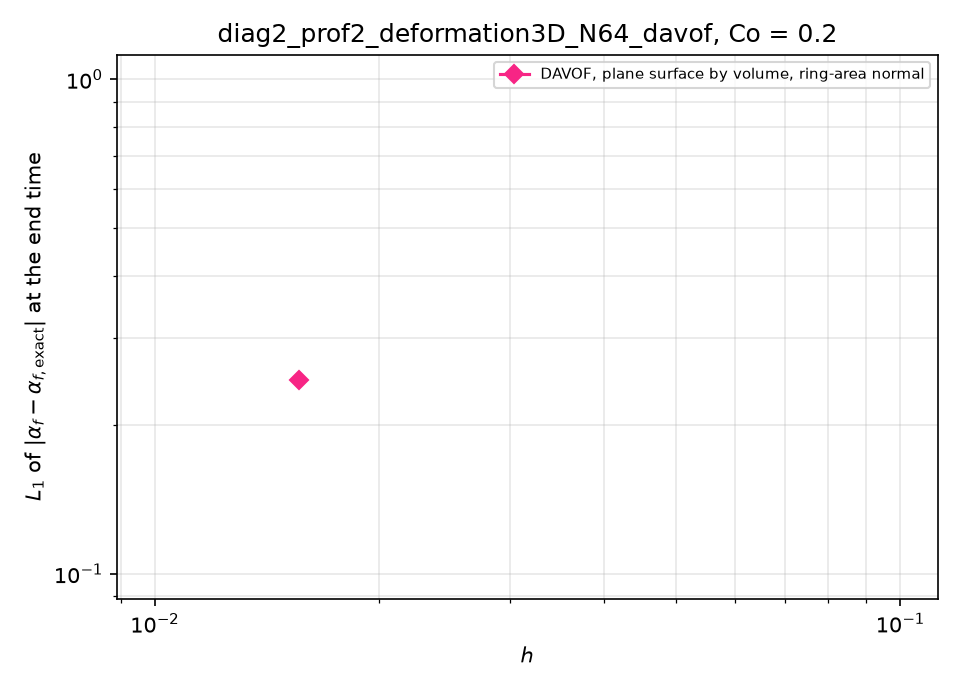 diag2_prof2_deformation3D_N64_davof, Co = 0.2
DAVOF, plane surface by volume, ring-area normal
L₁ of |α_f − α_{f,exact}| at the end time
10⁰
10⁻¹
10⁻²
10⁻¹
h